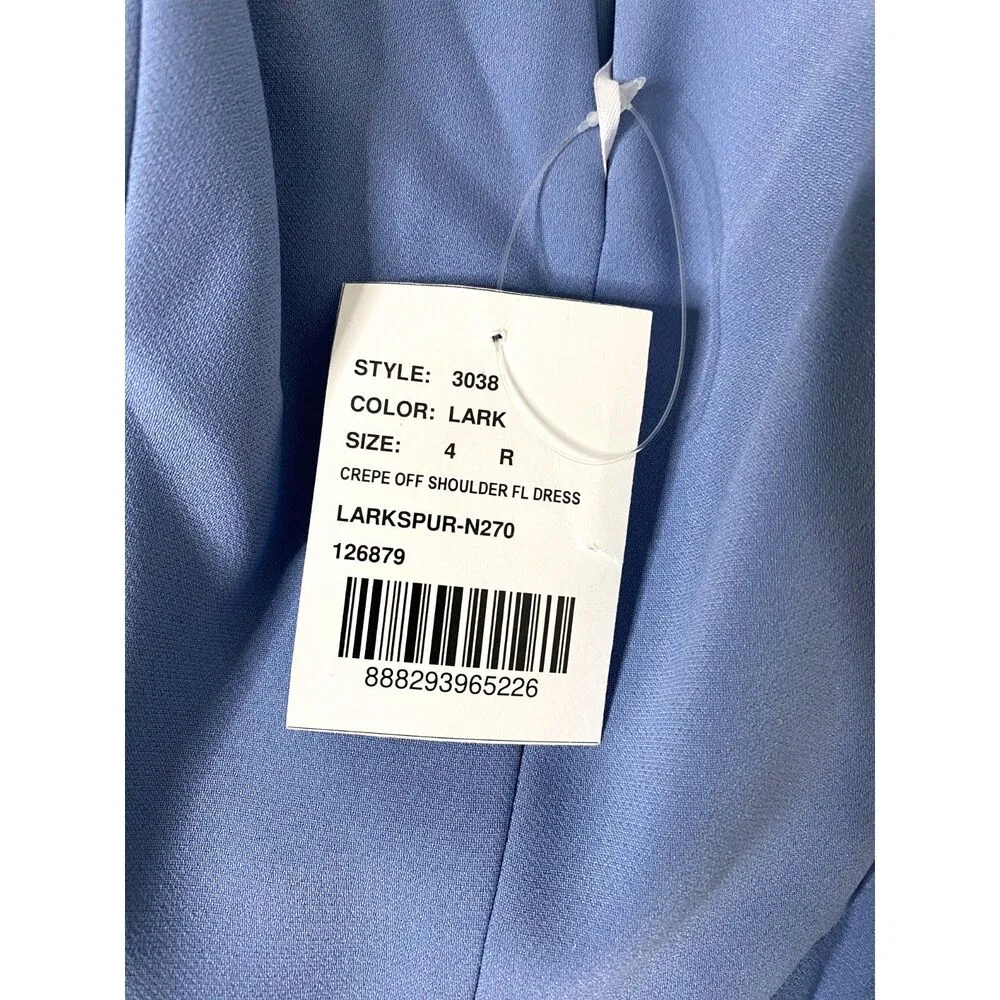 STYLE: 3038
COLOR: LARK
SIZE: 4 R
CREPE OFF SHOULDER FL DRESS
LARKSPUR-N270
126879
888293965226